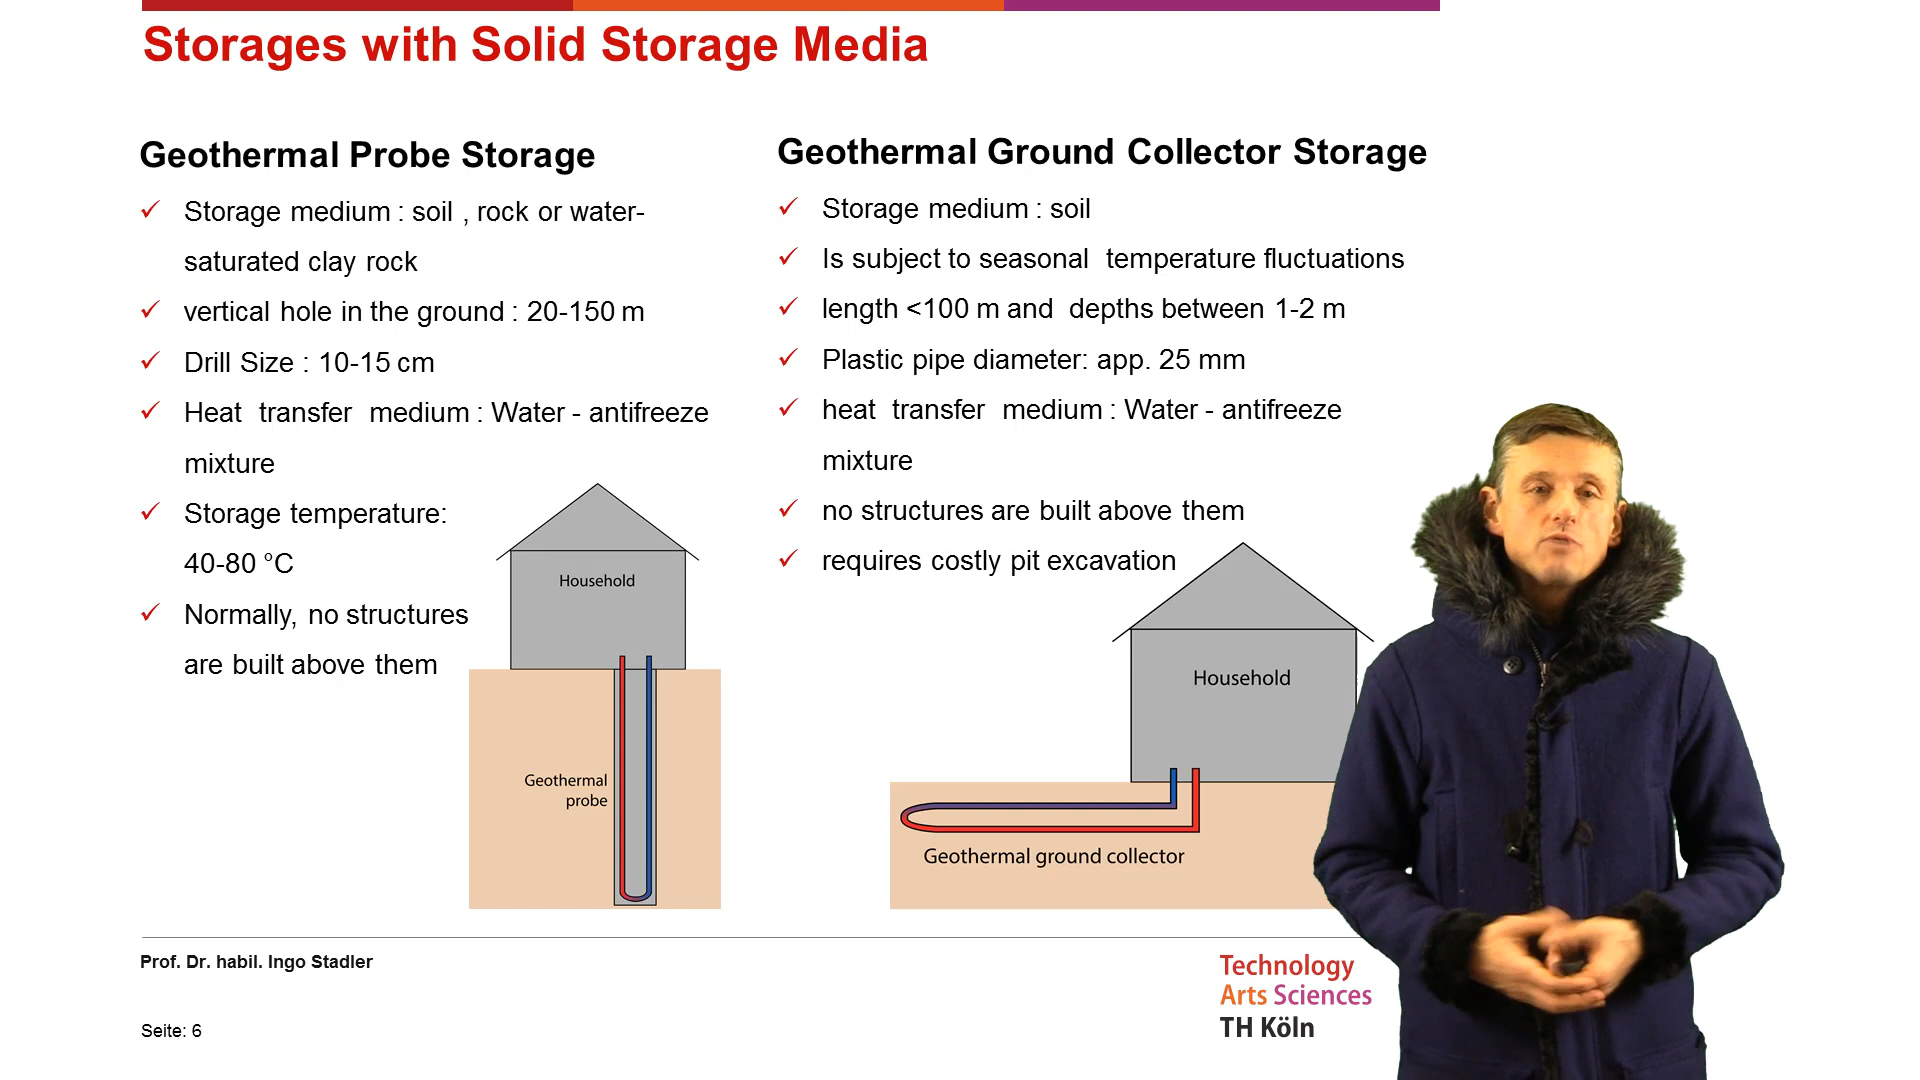 Storages with Solid Storage Media
Geothermal Probe Storage
Storage medium : soil , rock or water-
saturated clay rock
vertical hole in the ground : 20-150 m
Drill Size : 10-15 cm
Heat transfer medium : Water - antifreeze
mixture
Storage temperature:
40-80 °C
Normally, no structures
are built above them
Household
Geothermal
probe
Geothermal Ground Collector Storage
Storage medium : soil
Is subject to seasonal temperature fluctuations
length <100 m and depths between 1-2 m
Plastic pipe diameter: app. 25 mm
heat transfer medium : Water - antifreeze
mixture
no structures are built above them
requires costly pit excavation
Household
Geothermal ground collector
Prof. Dr. habil. Ingo Stadler
Seite: 6
Technology
Arts Sciences
TH Köln